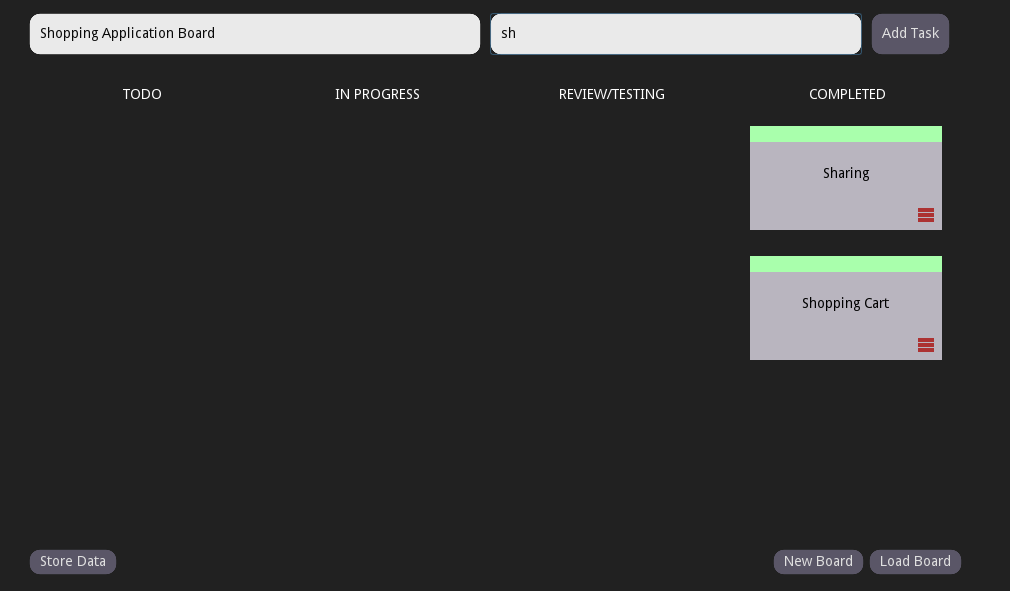 Shopping Application Board
sh
Add Task
TODO
IN PROGRESS
REVIEW/TESTING
COMPLETED
Sharing
Shopping Cart
Store Data
New Board
Load Board